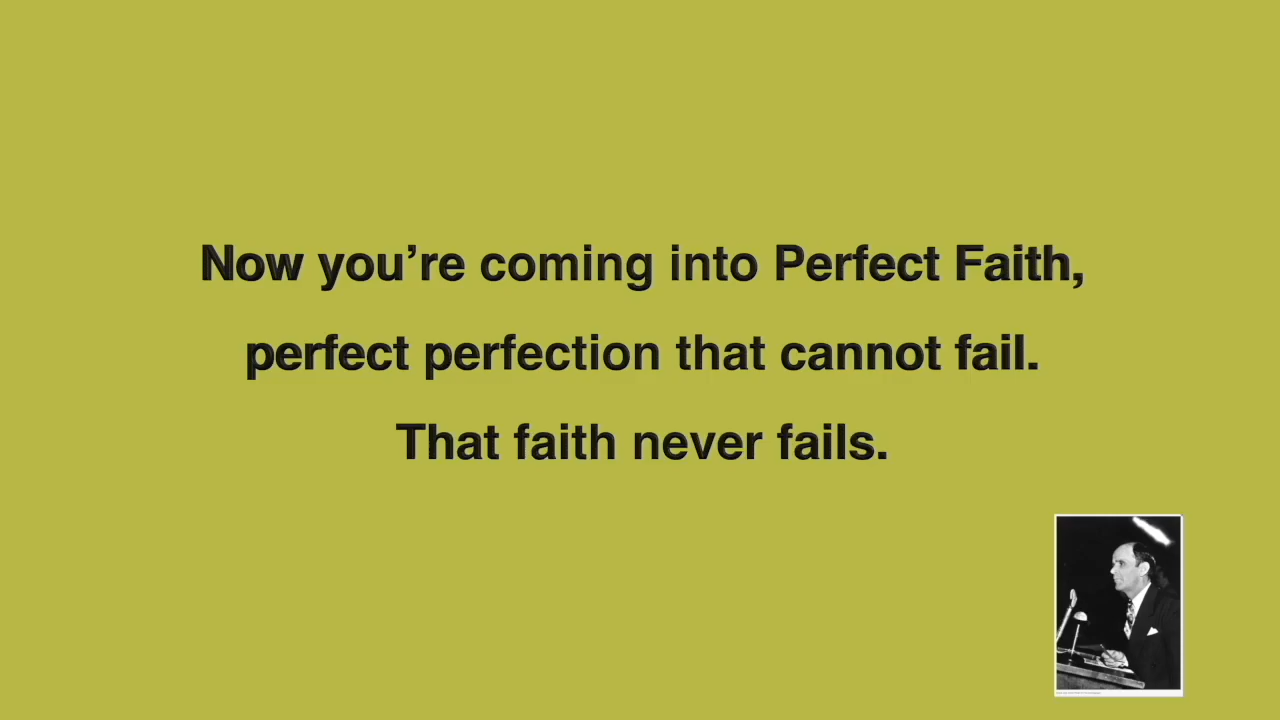 Now you’re coming into Perfect Faith,
perfect perfection that cannot fail.
That faith never fails.